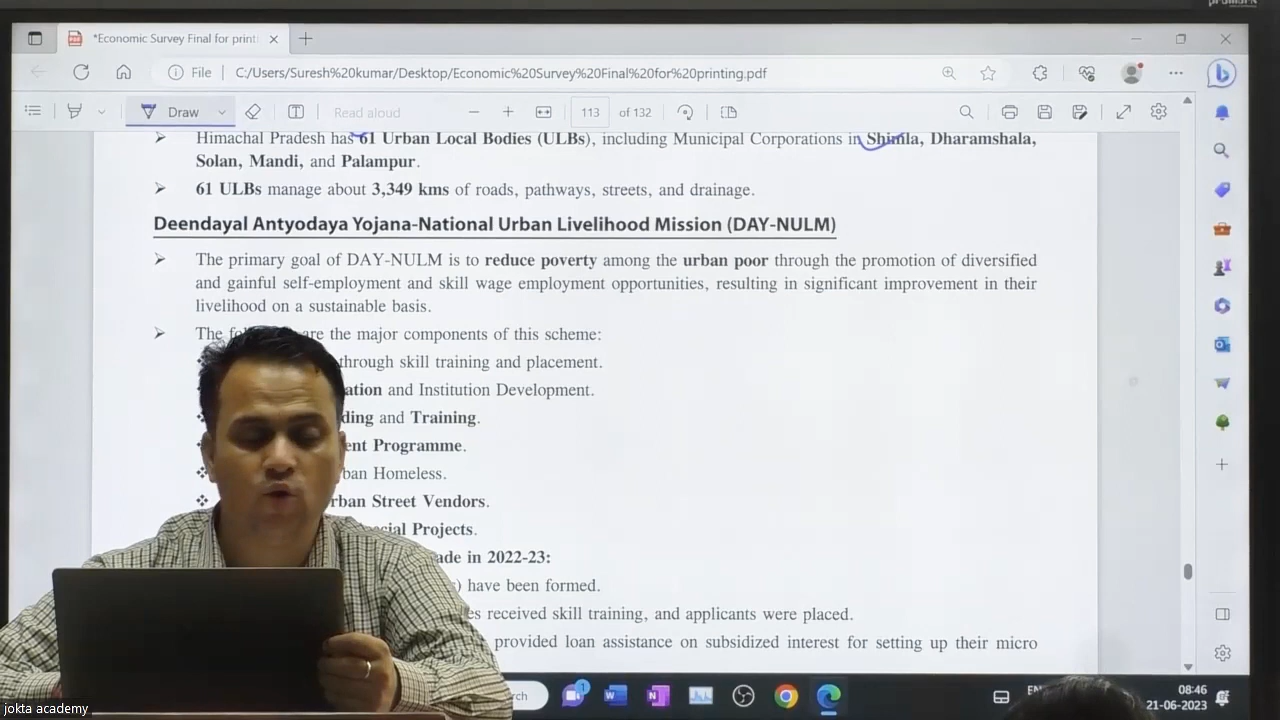 *Economic Survey Final for print
File C:/Users/Suresh%20kumar/Desktop/Economic%20Survey%20Final%20for%20printing.pdf
Draw Read aloud 113 of 132
Himachal Pradesh has 61 Urban Local Bodies (ULBs), including Municipal Corporations in Shimla, Dharamshala,
Solan, Mandi, and Palampur.
61 ULBs manage about 3,349 kms of roads, pathways, streets, and drainage.
Deendayal Antyodaya Yojana-National Urban Livelihood Mission (DAY-NULM)
The primary goal of DAY-NULM is to reduce poverty among the urban poor through the promotion of diversified
and gainful self-employment and skill wage employment opportunities, resulting in significant improvement in their
livelihood on a sustainable basis.
The are the major components of this scheme:
through skill training and placement.
ation and Institution Development.
ding and Training.
ent Programme.
ban Homeless.
rban Street Vendors.
cial Projects.
ade in 2022-23:
) have been formed.
es received skill training, and applicants were placed.
provided loan assistance on subsidized interest for setting up their micro
08:46
21-06-2023
jokta academy